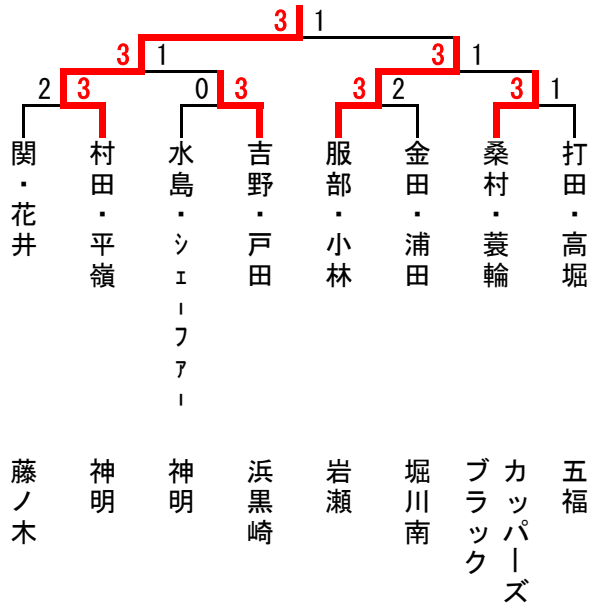 3 1
3 1 3 1
2 3 0 3 3 2 3 1
関・花井
村田・平嶺
水島・シェーファー
吉野・戸田
服部・小林
金田・浦田
桑村・蓑輪
打田・高堀
藤ノ木
神明
神明
浜黒崎
岩瀬
堀川南
カッパーズ
ブラック
五福